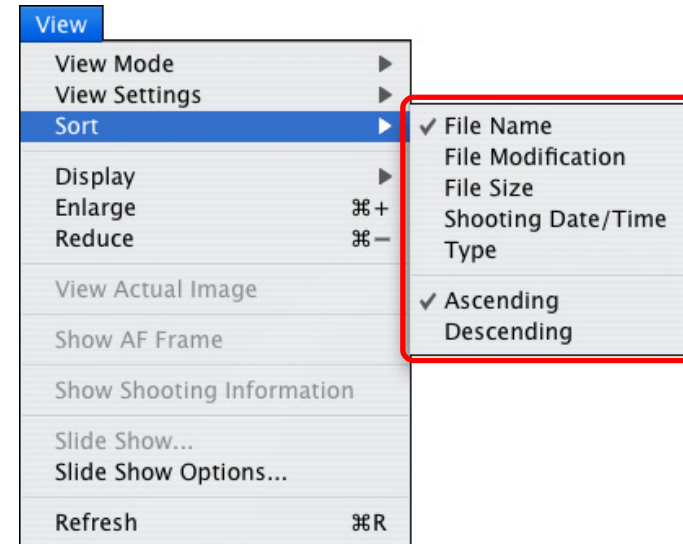 View
View Mode
View Settings
Sort
Display
Enlarge ⌘+
Reduce ⌘−
View Actual Image
Show AF Frame
Show Shooting Information
Slide Show...
Slide Show Options...
Refresh ⌘R
✓ File Name
File Modification
File Size
Shooting Date/Time
Type
✓ Ascending
Descending